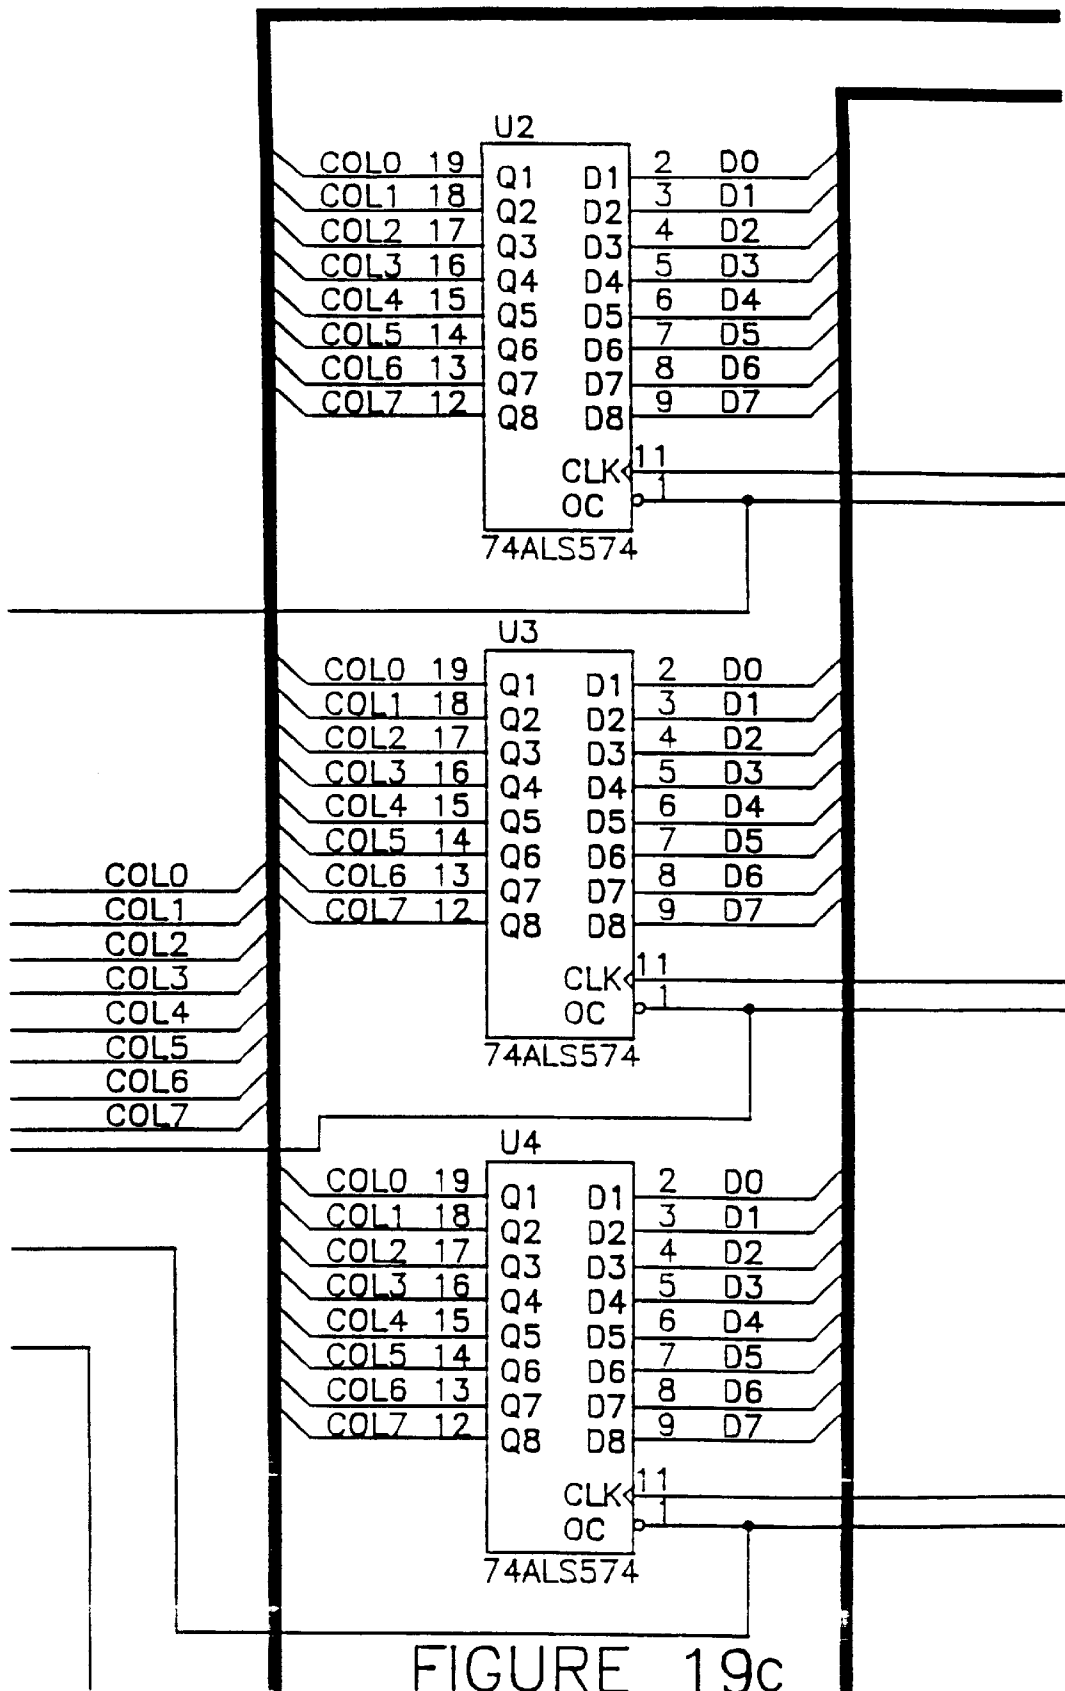 U2
COL0 19 Q1 D1 2 D0
COL1 18 Q2 D2 3 D1
COL2 17 Q3 D3 4 D2
COL3 16 Q4 D4 5 D3
COL4 15 Q5 D5 6 D4
COL5 14 Q6 D6 7 D5
COL6 13 Q7 D7 8 D6
COL7 12 Q8 D8 9 D7
CLK 11
OC 1
74ALS574
U3
COL0 19 Q1 D1 2 D0
COL1 18 Q2 D2 3 D1
COL2 17 Q3 D3 4 D2
COL3 16 Q4 D4 5 D3
COL4 15 Q5 D5 6 D4
COL5 14 Q6 D6 7 D5
COL6 13 Q7 D7 8 D6
COL7 12 Q8 D8 9 D7
CLK 11
OC 1
74ALS574
COL0
COL1
COL2
COL3
COL4
COL5
COL6
COL7
U4
COL0 19 Q1 D1 2 D0
COL1 18 Q2 D2 3 D1
COL2 17 Q3 D3 4 D2
COL3 16 Q4 D4 5 D3
COL4 15 Q5 D5 6 D4
COL5 14 Q6 D6 7 D5
COL6 13 Q7 D7 8 D6
COL7 12 Q8 D8 9 D7
CLK 11
OC 1
74ALS574
FIGURE 19c